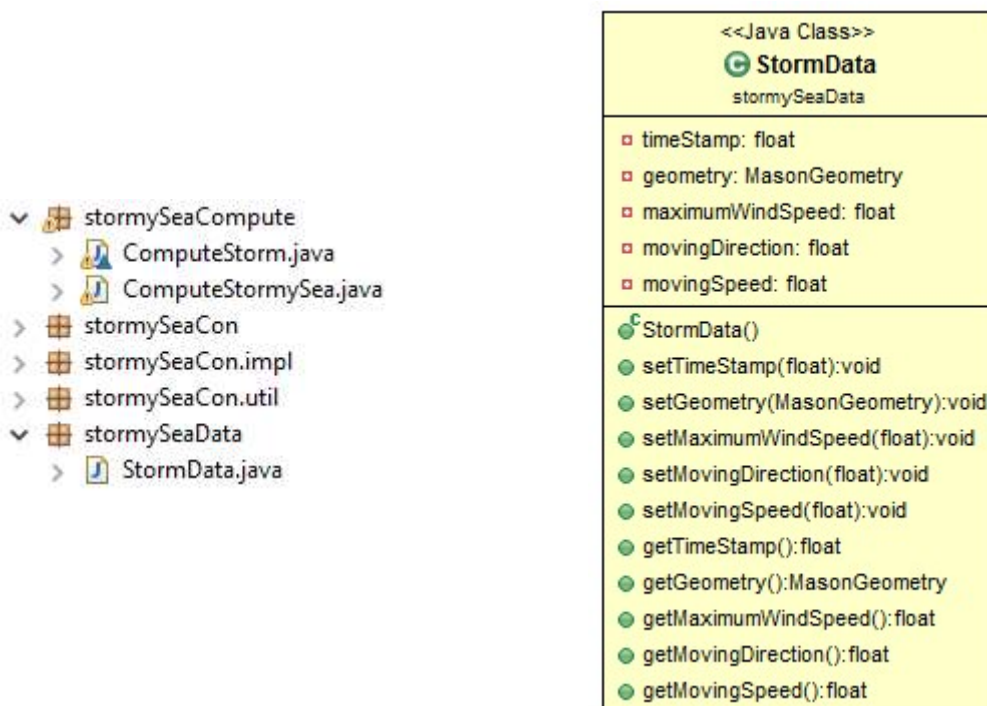 stormySeaCompute
ComputeStorm.java
ComputeStormySea.java
stormySeaCon
stormySeaCon.impl
stormySeaCon.util
stormySeaData
StormData.java
<<Java Class>>
StormData
stormySeaData
timeStamp: float
geometry: MasonGeometry
maximumWindSpeed: float
movingDirection: float
movingSpeed: float
StormData()
setTimeStamp(float):void
setGeometry(MasonGeometry):void
setMaximumWindSpeed(float):void
setMovingDirection(float):void
setMovingSpeed(float):void
getTimeStamp():float
getGeometry():MasonGeometry
getMaximumWindSpeed():float
getMovingDirection():float
getMovingSpeed():float